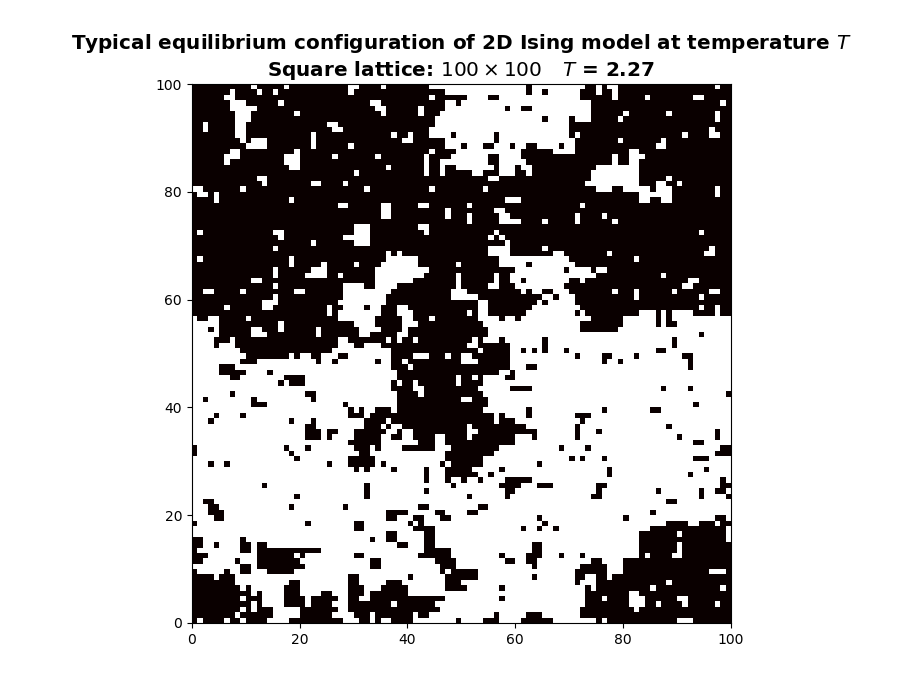 Typical equilibrium configuration of 2D Ising model at temperature T
Square lattice: 100 × 100 T = 2.27
100
80
60
40
20
0
0 20 40 60 80 100